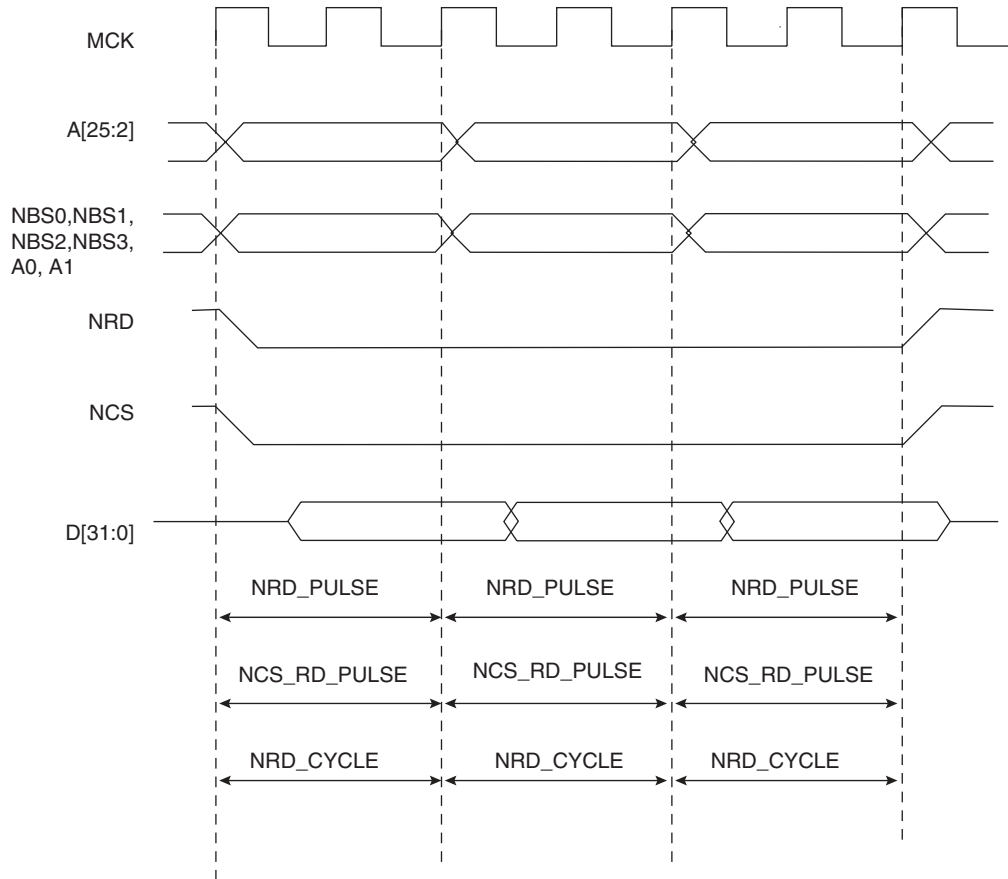 MCK
A[25:2]
NBS0,NBS1,
NBS2,NBS3,
A0, A1
NRD
NCS
D[31:0]
NRD_PULSE NRD_PULSE NRD_PULSE
NCS_RD_PULSE NCS_RD_PULSE NCS_RD_PULSE
NRD_CYCLE NRD_CYCLE NRD_CYCLE